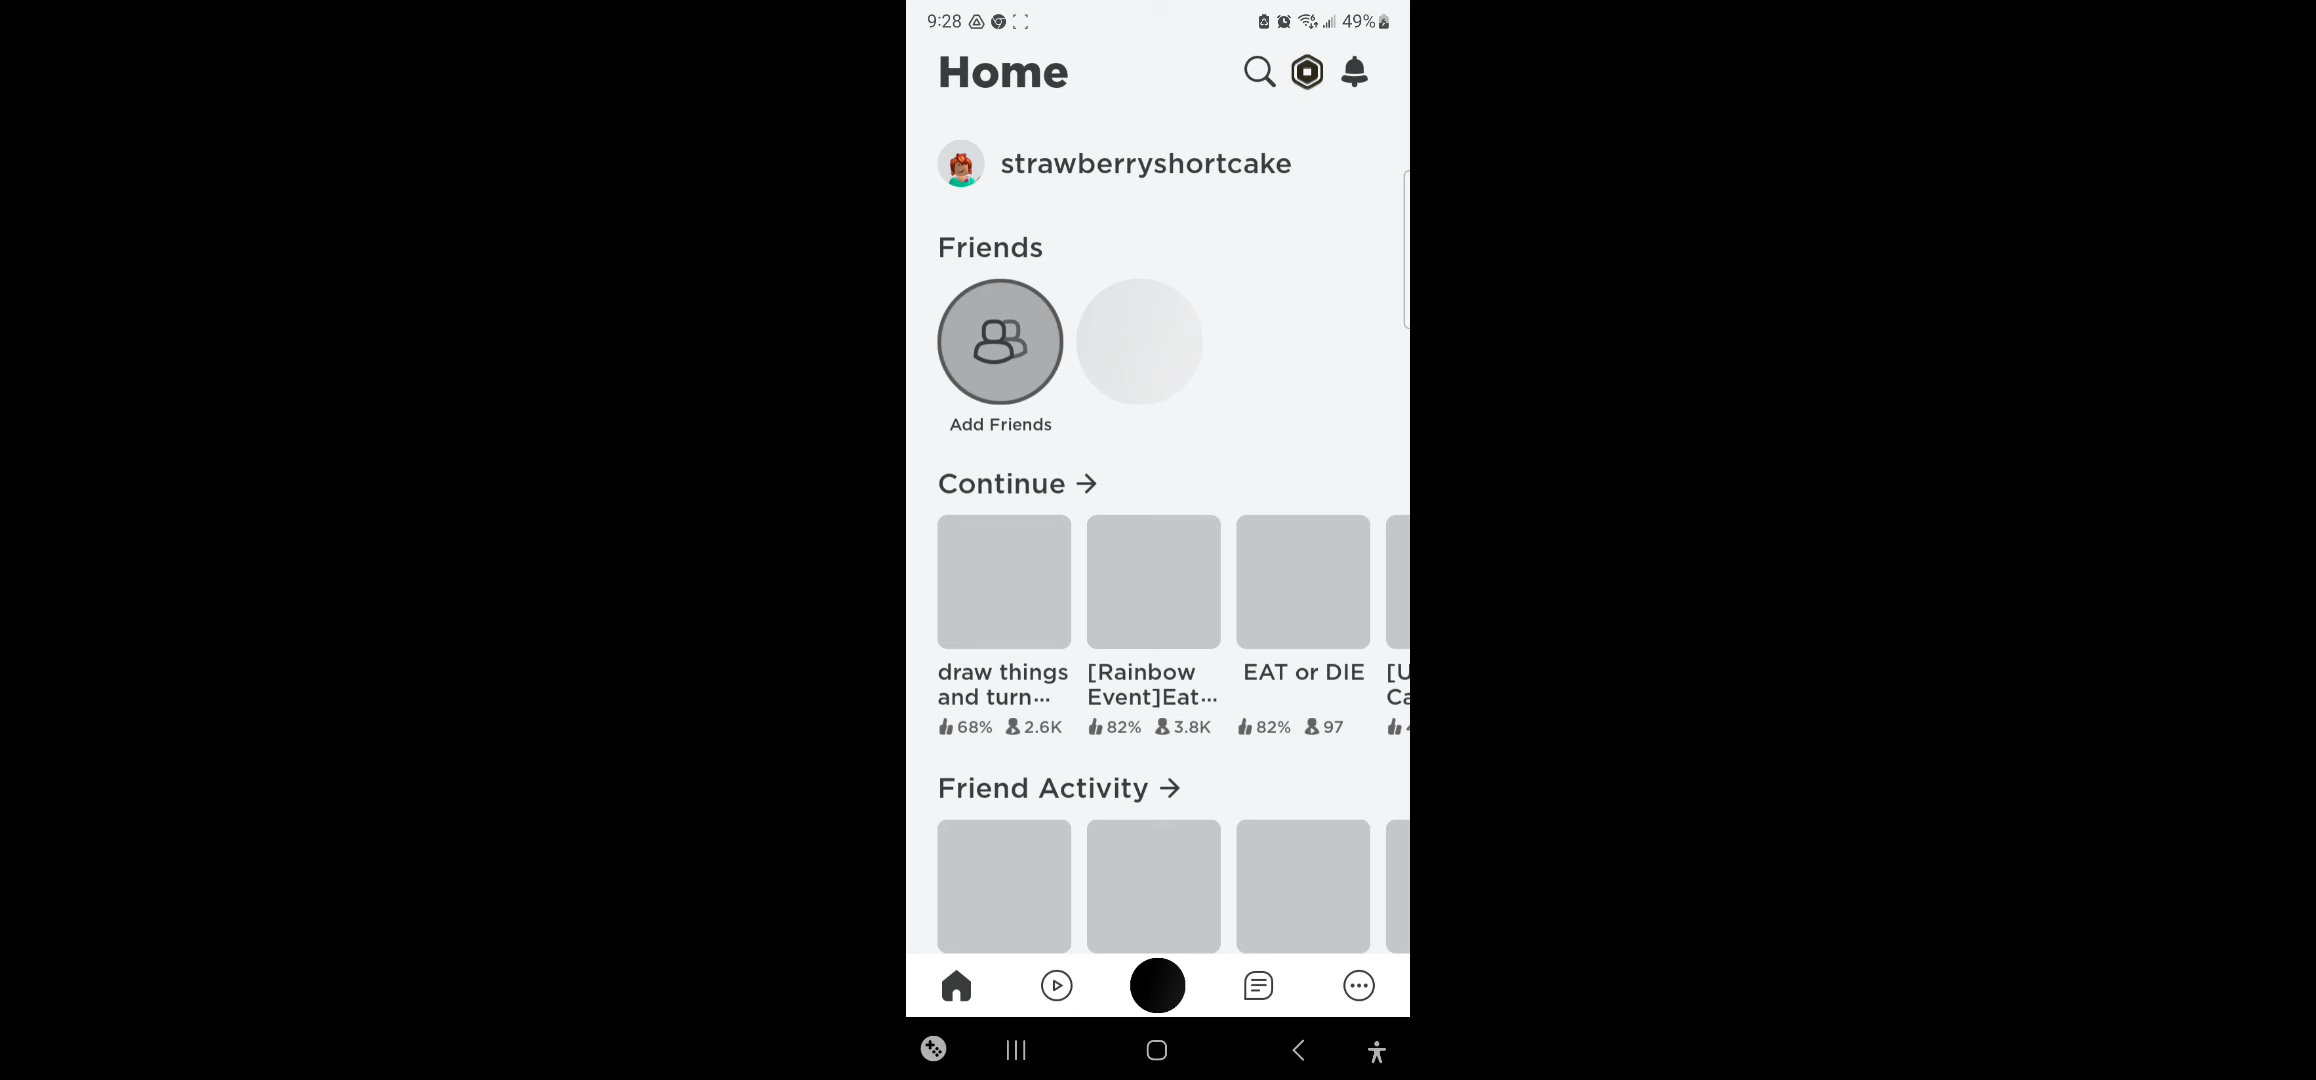 9:28 49%
Home
strawberryshortcake
Friends
Add Friends
Continue →
draw things and turn...
68% 2.6K
[Rainbow Event]Eat...
82% 3.8K
EAT or DIE
82% 97
[U
Ca
Friend Activity →